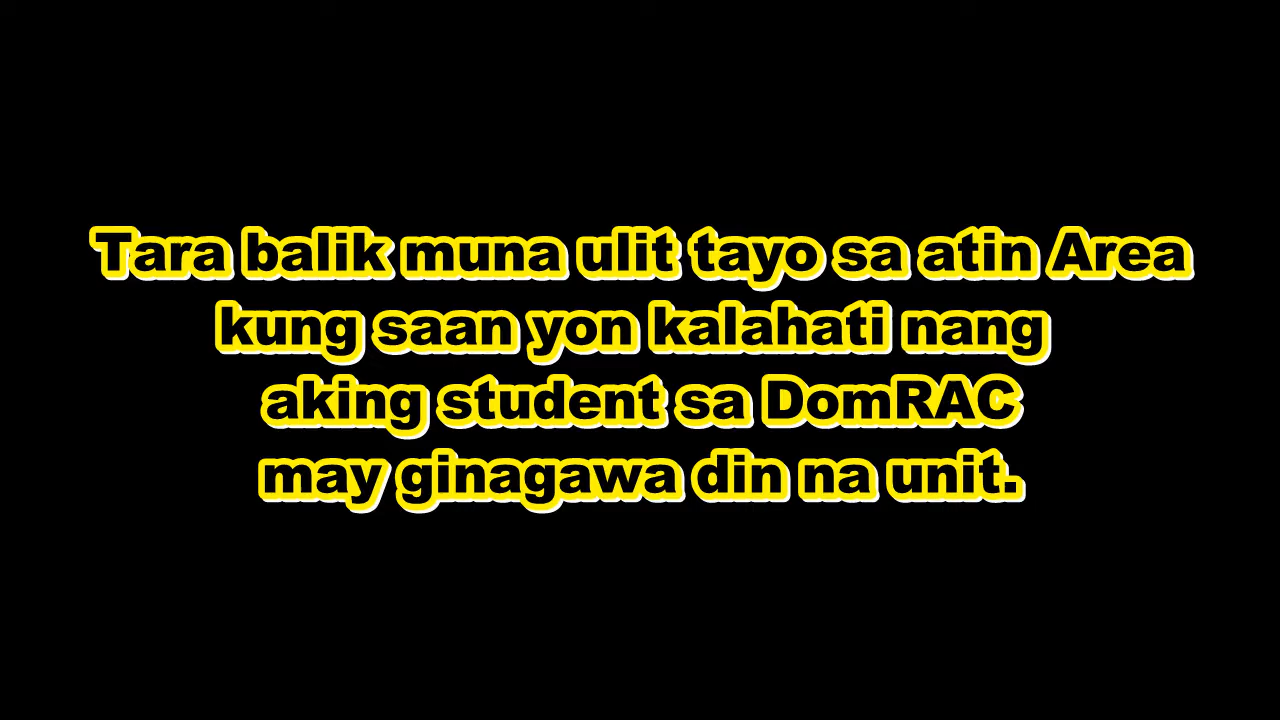 Tara balik muna ulit tayo sa atin Area
kung saan yon kalahati nang
aking student sa DomRAC
may ginagawa din na unit.